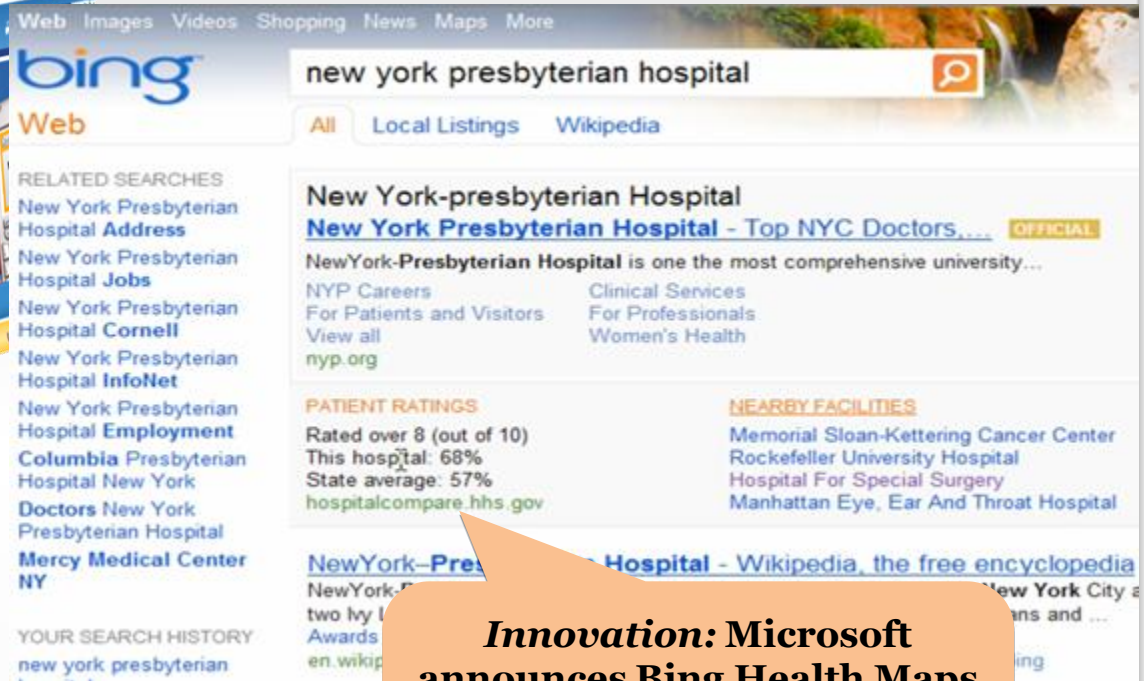 Web Images Videos Shopping News Maps More
bing
new york presbyterian hospital
Web
All Local Listings Wikipedia
RELATED SEARCHES
New York Presbyterian
Hospital Address
New York Presbyterian
Hospital Jobs
New York Presbyterian
Hospital Cornell
New York Presbyterian
Hospital InfoNet
New York Presbyterian
Hospital Employment
Columbia Presbyterian
Hospital New York
Doctors New York
Presbyterian Hospital
Mercy Medical Center
NY
YOUR SEARCH HISTORY
new york presbyterian
New York-presbyterian Hospital
New York Presbyterian Hospital - Top NYC Doctors,... OFFICIAL
NewYork-Presbyterian Hospital is one the most comprehensive university...
NYP Careers Clinical Services
For Patients and Visitors For Professionals
View all Women's Health
nyp.org
PATIENT RATINGS
Rated over 8 (out of 10)
This hospital: 68%
State average: 57%
hospitalcompare.hhs.gov
NEARBY FACILITIES
Memorial Sloan-Kettering Cancer Center
Rockefeller University Hospital
Hospital For Special Surgery
Manhattan Eye, Ear And Throat Hospital
NewYork-Pres Hospital - Wikipedia, the free encyclopedia
NewYork- New York City a
two Ivy ans and ...
Awards
en.wikip ing
Innovation: Microsoft
announces Bing Health Maps